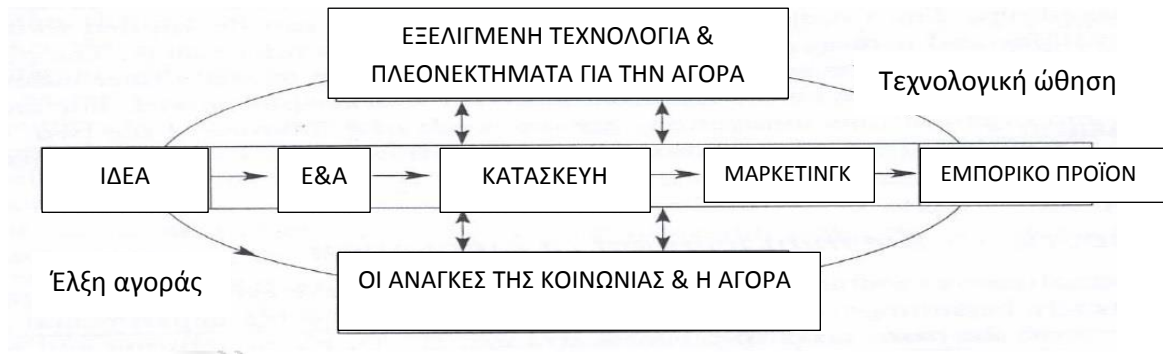 ΕΞΕΛΙΓΜΕΝΗ ΤΕΧΝΟΛΟΓΙΑ &
ΠΛΕΟΝΕΚΤΗΜΑΤΑ ΓΙΑ ΤΗΝ ΑΓΟΡΑ
Τεχνολογική ώθηση
ΙΔΕΑ
Ε&Α
ΚΑΤΑΣΚΕΥΗ
ΜΑΡΚΕΤΙΝΓΚ
ΕΜΠΟΡΙΚΟ ΠΡΟΪΟΝ
Έλξη αγοράς
ΟΙ ΑΝΑΓΚΕΣ ΤΗΣ ΚΟΙΝΩΝΙΑΣ & Η ΑΓΟΡΑ